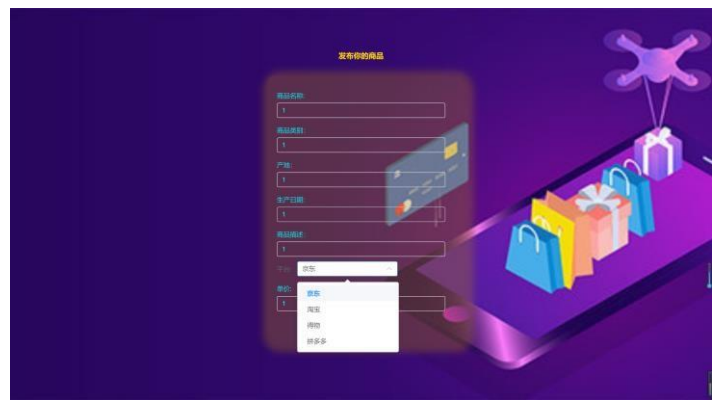 发布你的商品
商品名称:
1
商品类别:
1
产地:
1
生产日期:
1
商品描述:
1
平台: 京东
单价:
1
京东
淘宝
得物
拼多多